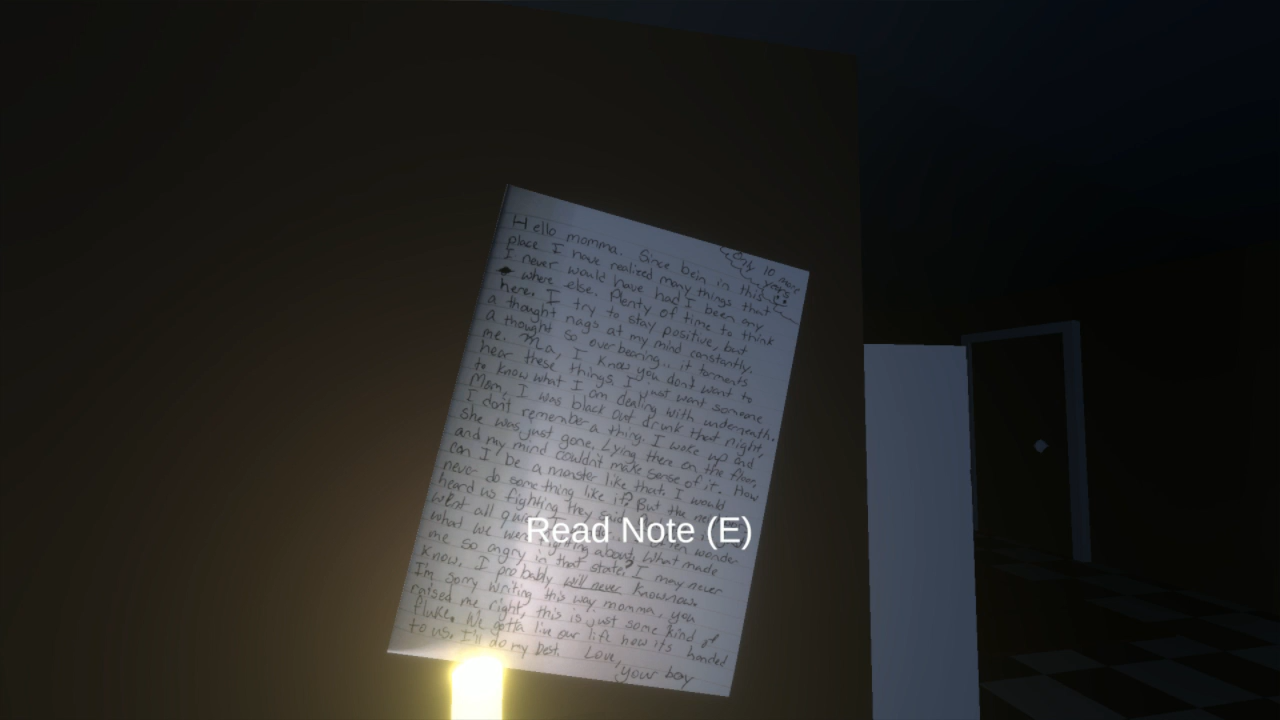 Hello momma. Since bein in this
place I have realized many things that
I never would have had I been any
where else. Plenty of time to think
here. I try to stay positive, but
a thought nags at my mind constantly.
a thought so overbearing.. it torments
me. Ma, I know you don't want to
hear these things. I just want someone
to know what I am dealing with underneath.
Mom, I was black out drunk that night,
I don't remember a thing. I woke up and
she was just gone. Lying there on the floor,
and my mind couldn't make sense of it. How
can I be a monster like that. I would
never do something like it? But the
heard us fighting they
went all wonder
what we were fighting about. What made
me so angry in that state? I may never
know. I probably will never know now.
I'm sorry writing this way momma, you
raised me right, this is just some kind of
fluke. We gotta live our life how its handed
to us. I'll do my best. Love,
your boy
10 more
years
Read Note (E)